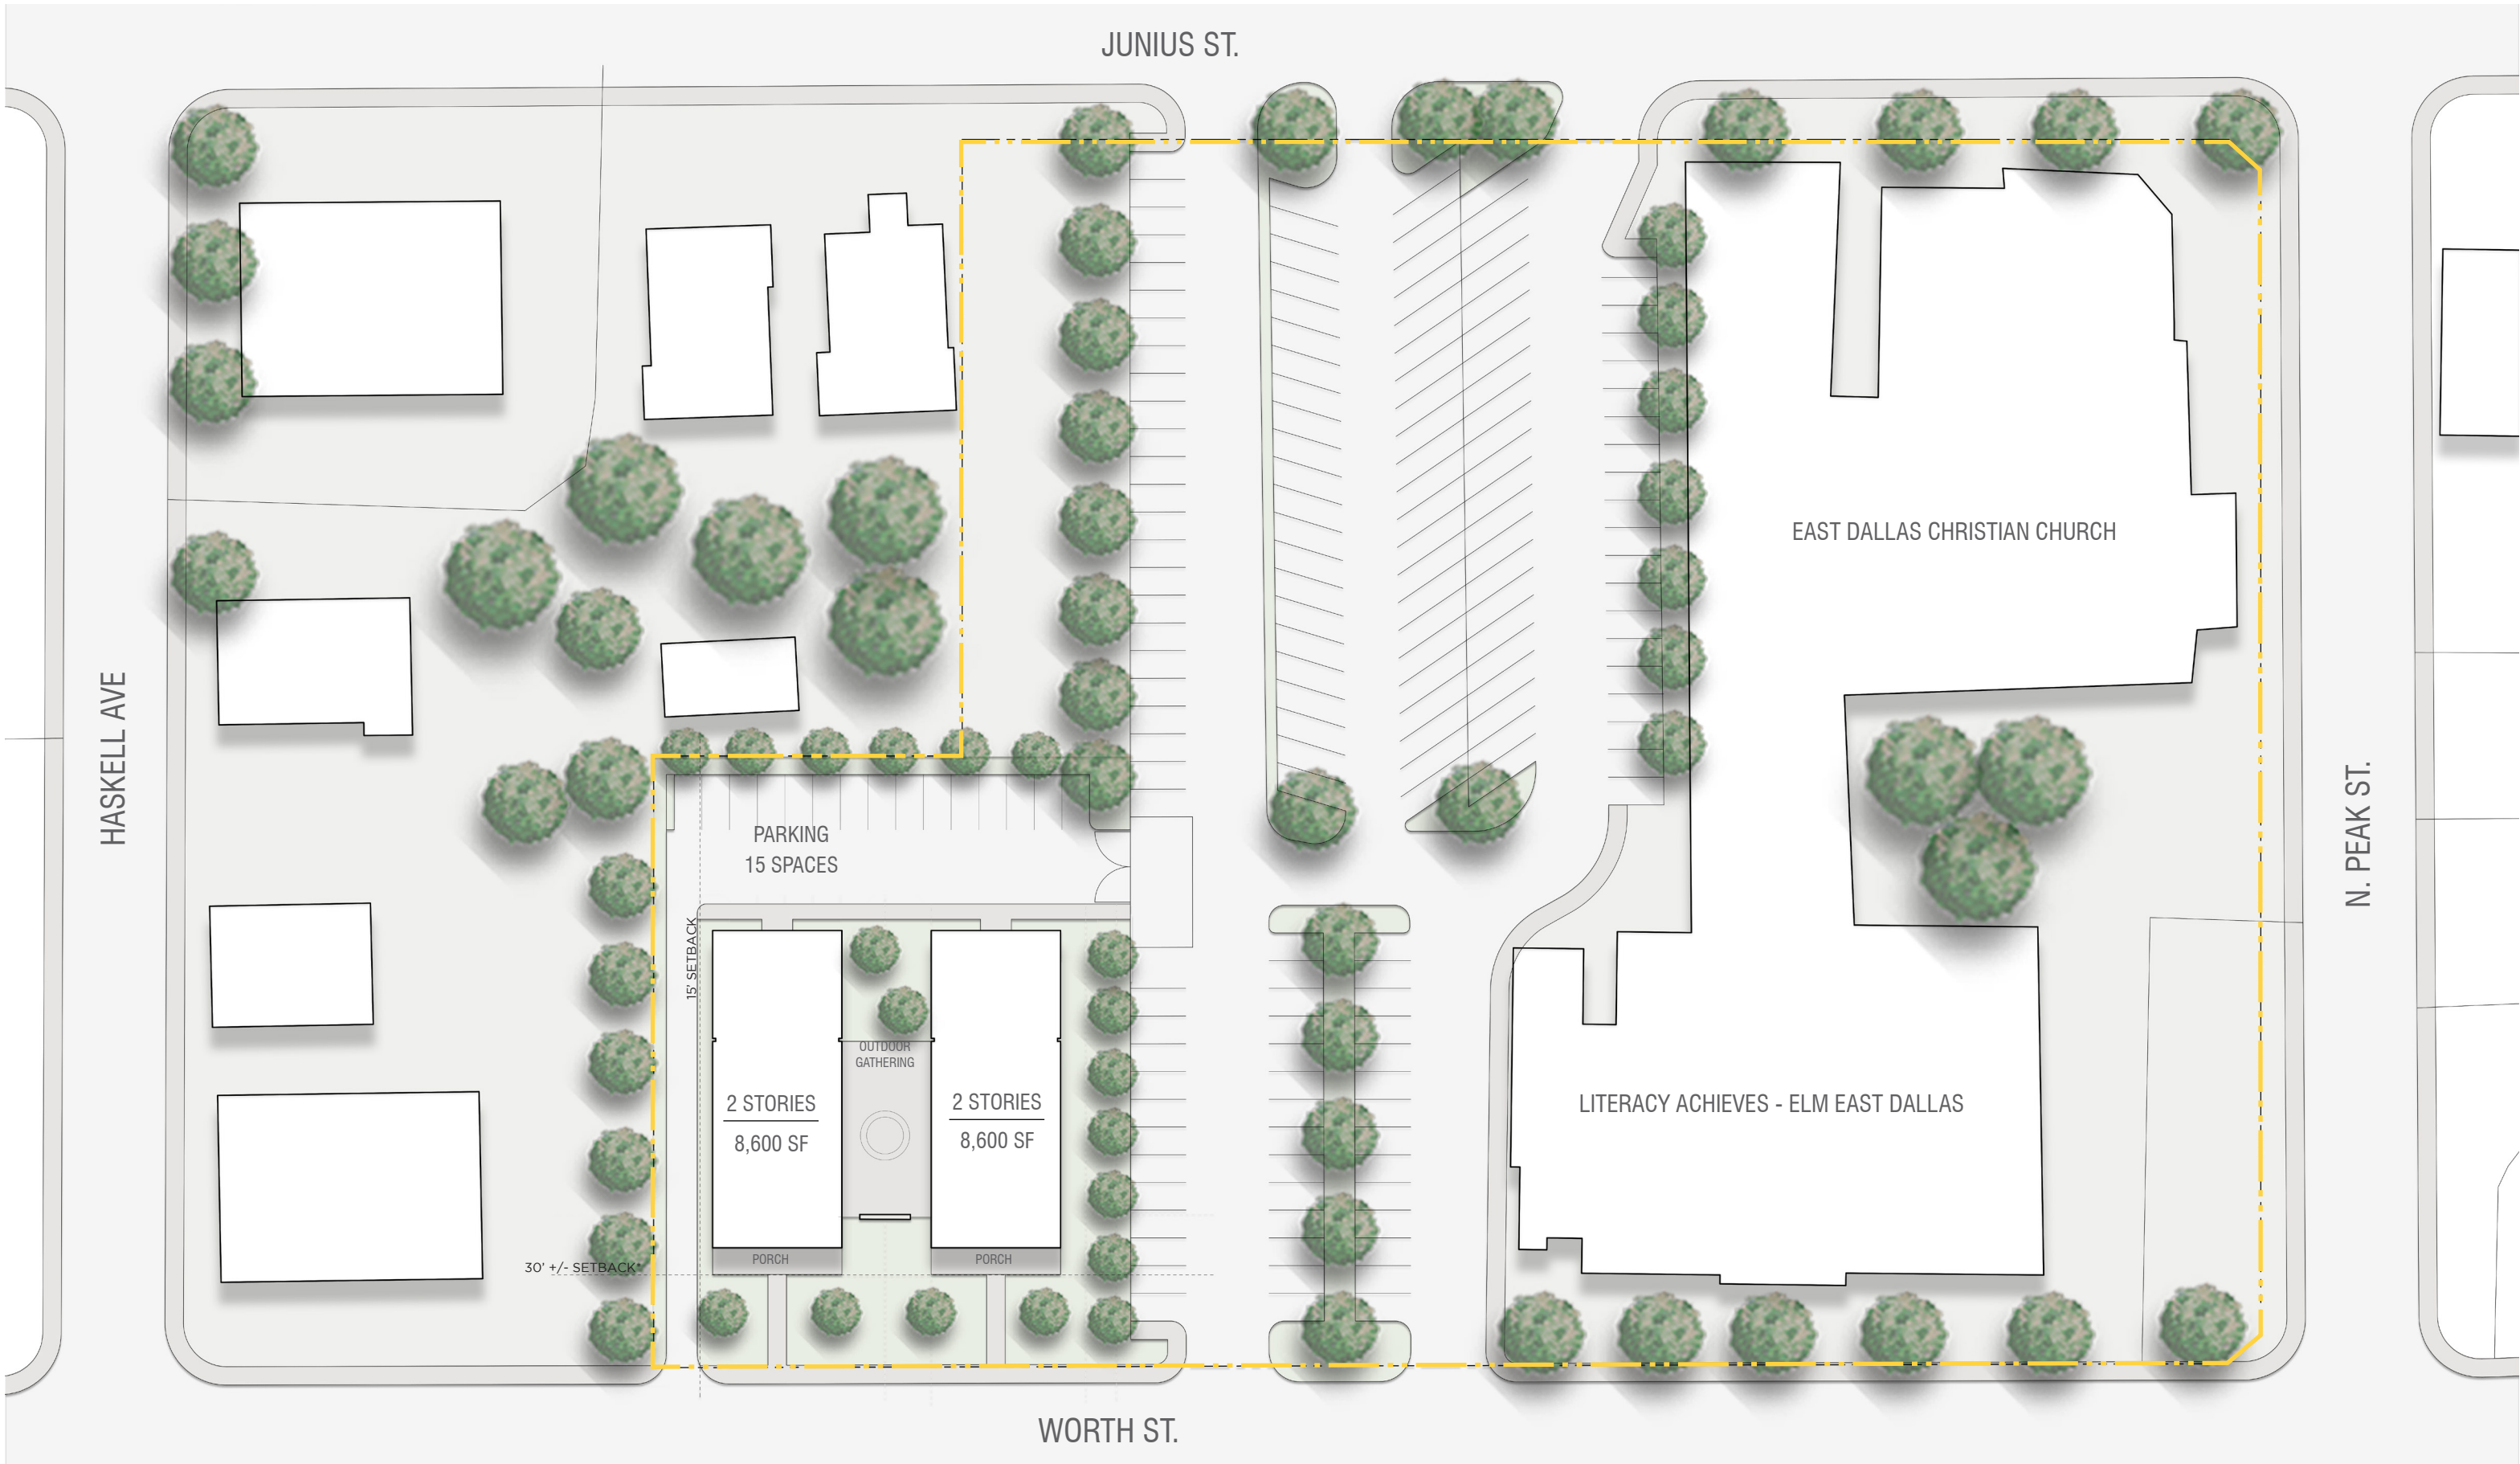 JUNIUS ST.
HASKELL AVE
EAST DALLAS CHRISTIAN CHURCH
N. PEAK ST.
PARKING
15 SPACES
15' SETBACK
OUTDOOR
GATHERING
2 STORIES
8,600 SF
2 STORIES
8,600 SF
LITERACY ACHIEVES - ELM EAST DALLAS
PORCH
PORCH
30' +/- SETBACK*
WORTH ST.